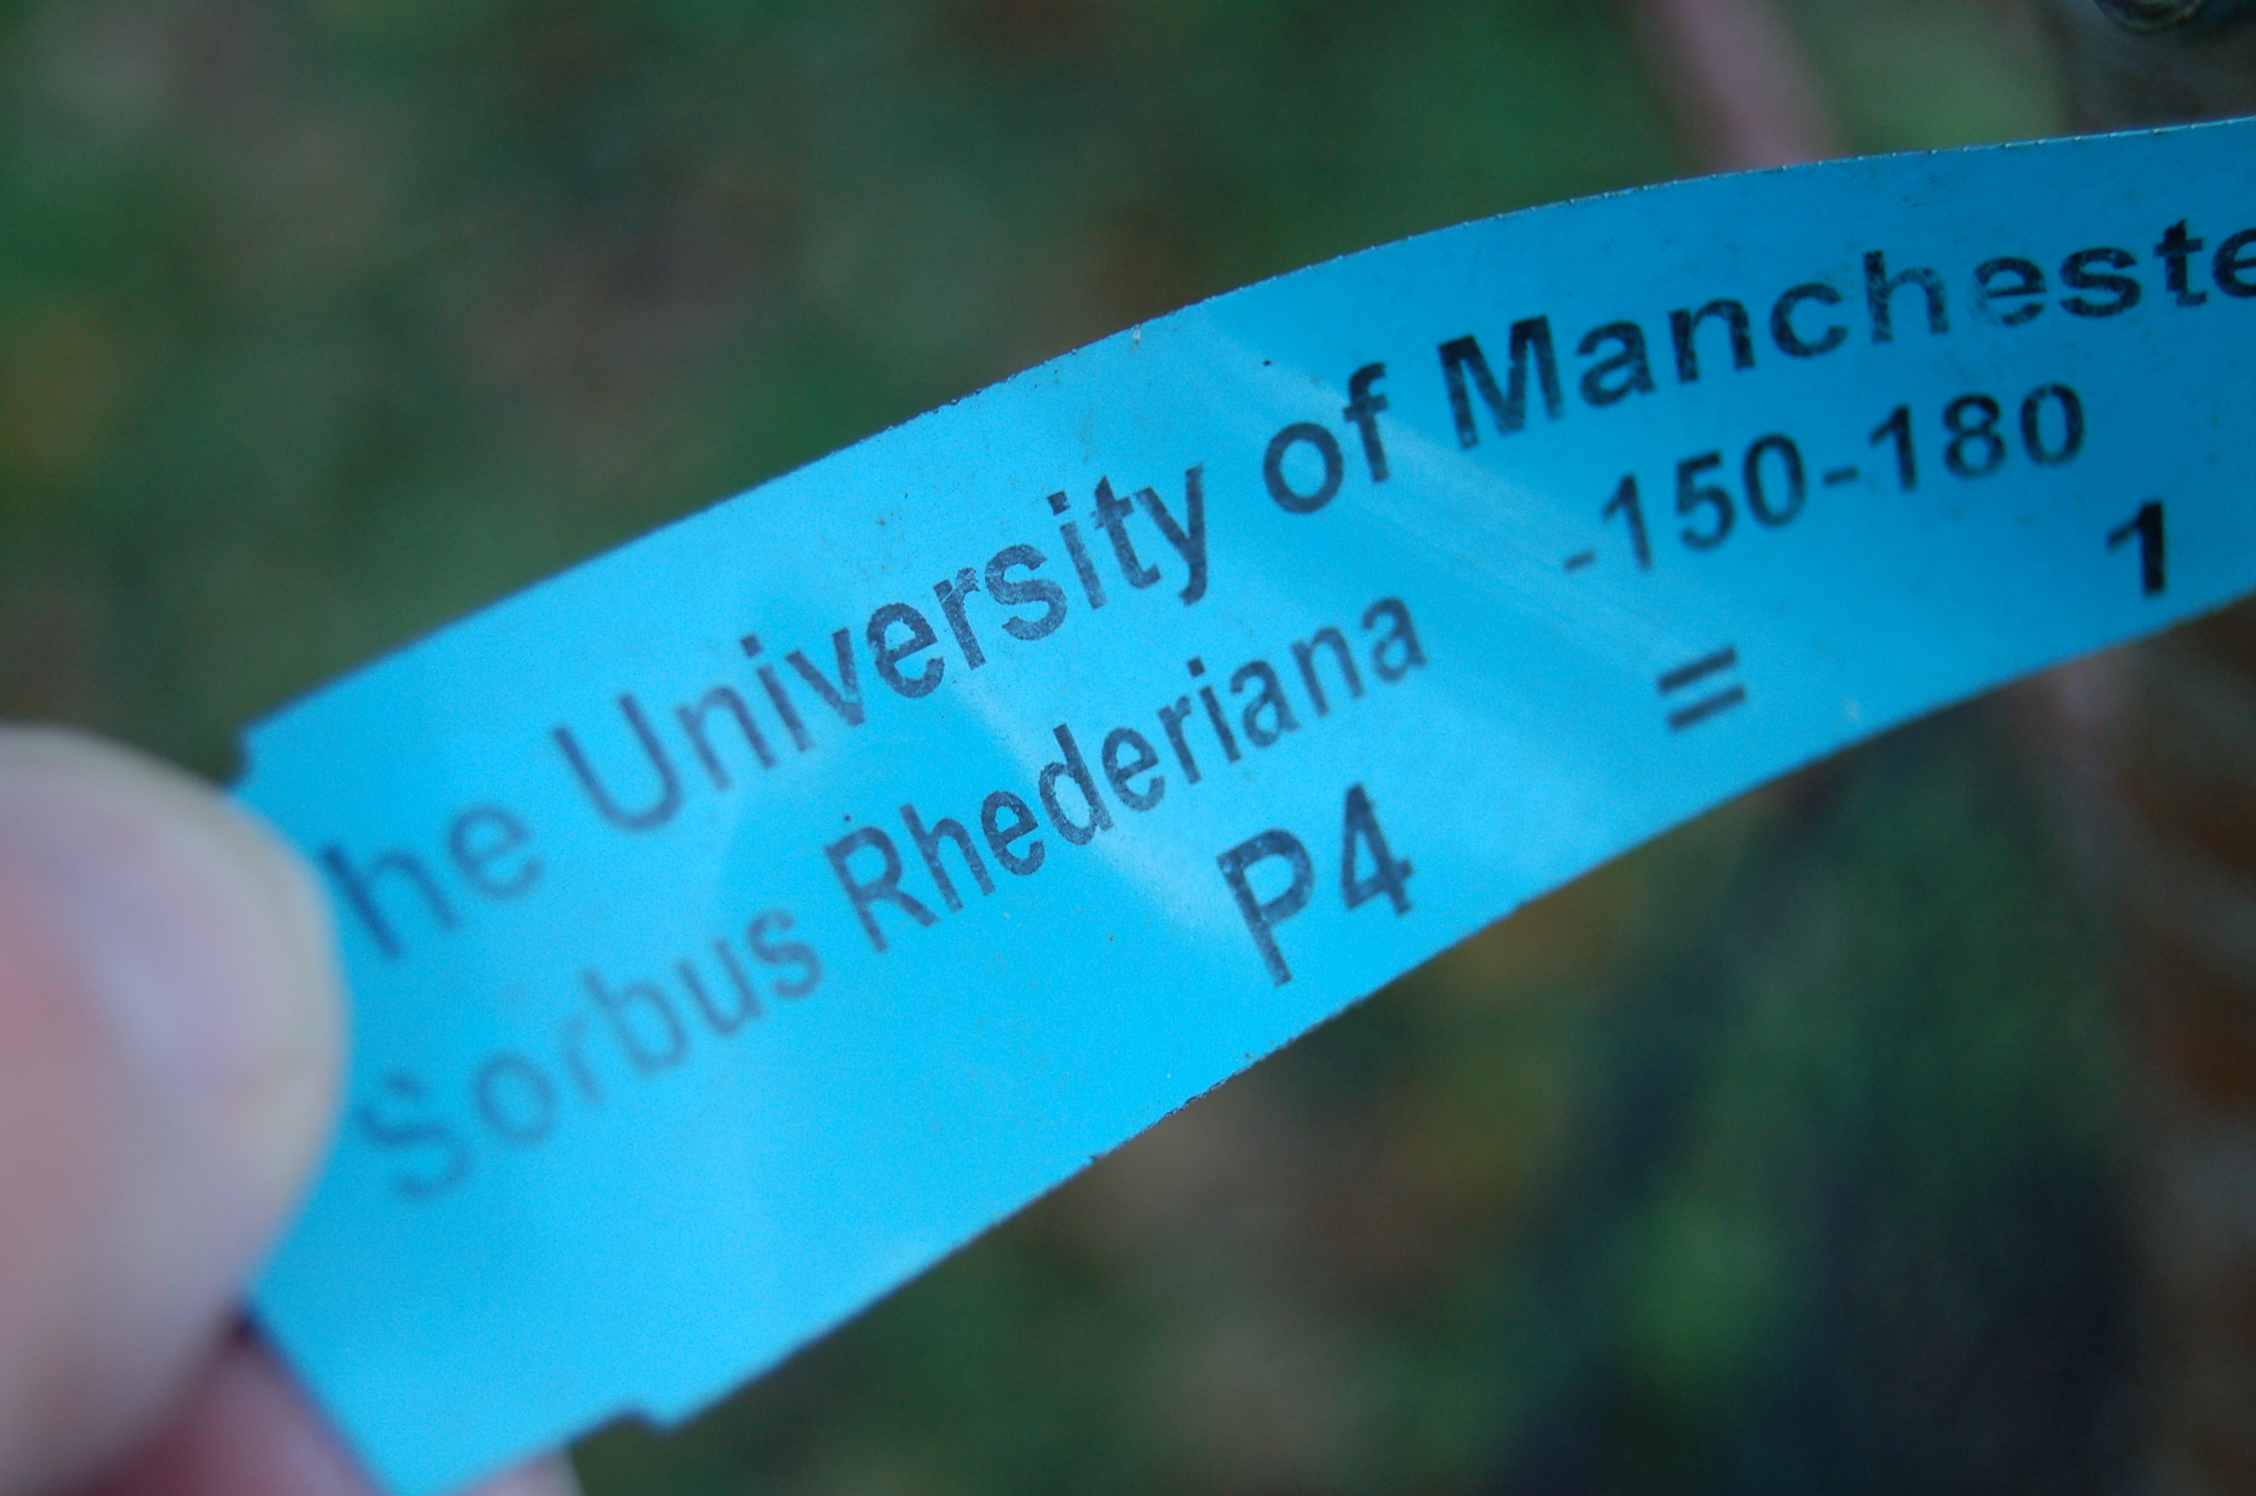 he University of Mancheste
Sorbus Rhederiana -150-180
P4 = 1